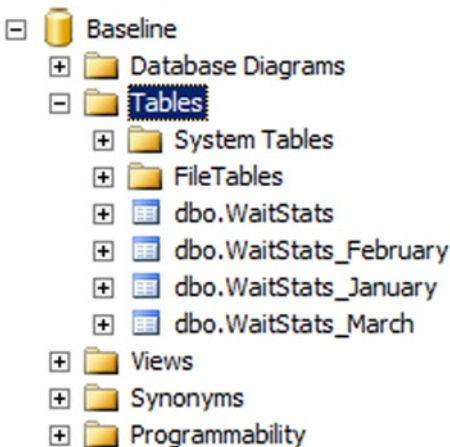 Baseline
Database Diagrams
Tables
System Tables
FileTables
dbo.WaitStats
dbo.WaitStats_February
dbo.WaitStats_January
dbo.WaitStats_March
Views
Synonyms
Programmability